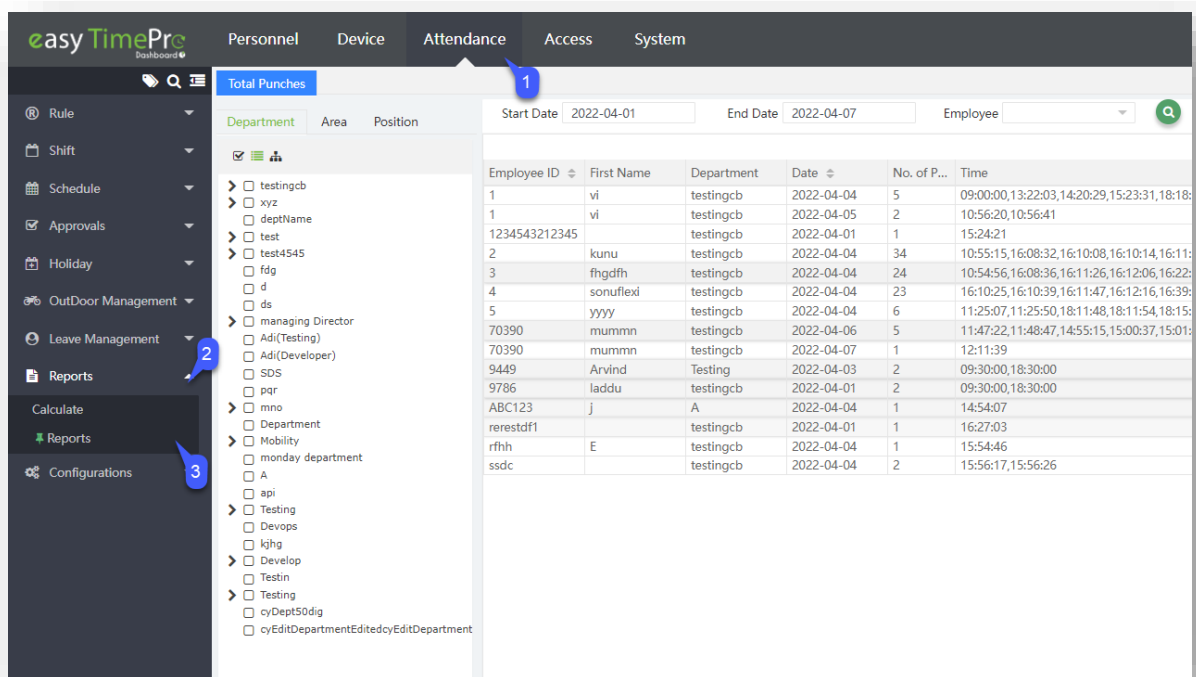 easy TimePro
Dashboard
Personnel Device Attendance Access System
1
Total Punches
Rule
Shift
Schedule
Approvals
Holiday
OutDoor Management
Leave Management
2
Reports
Calculate
Reports
3
Configurations
Department Area Position
testingcb
xyz
deptName
test
test4545
fdg
d
ds
managing Director
Adi(Testing)
Adi(Developer)
SDS
pqr
mno
Department
Mobility
monday department
A
api
Testing
Devops
kjhg
Develop
Testin
Testing
cyDept50dig
cyEditDepartmentEditedcyEditDepartment
Start Date 2022-04-01 End Date 2022-04-07 Employee
Employee ID First Name Department Date No. of P... Time
1 vi testingcb 2022-04-04 5 09:00:00,13:22:03,14:20:29,15:23:31,18:18:
1 vi testingcb 2022-04-05 2 10:56:20,10:56:41
1234543212345 testingcb 2022-04-01 1 15:24:21
2 kunu testingcb 2022-04-04 34 10:55:15,16:08:32,16:10:08,16:10:14,16:11:
3 fhgdfh testingcb 2022-04-04 24 10:54:56,16:08:36,16:11:26,16:12:06,16:22:
4 sonuflexi testingcb 2022-04-04 23 16:10:25,16:10:39,16:11:47,16:12:16,16:39:
5 yyyy testingcb 2022-04-04 6 11:25:07,11:25:50,18:11:48,18:11:54,18:15:
70390 mummn testingcb 2022-04-06 5 11:47:22,11:48:47,14:55:15,15:00:37,15:01:
70390 mummn testingcb 2022-04-07 1 12:11:39
9449 Arvind Testing 2022-04-03 2 09:30:00,18:30:00
9786 laddu testingcb 2022-04-01 2 09:30:00,18:30:00
ABC123 j A 2022-04-04 1 14:54:07
rerestdf1 testingcb 2022-04-01 1 16:27:03
rfhh E testingcb 2022-04-04 1 15:54:46
ssdc testingcb 2022-04-04 2 15:56:17,15:56:26